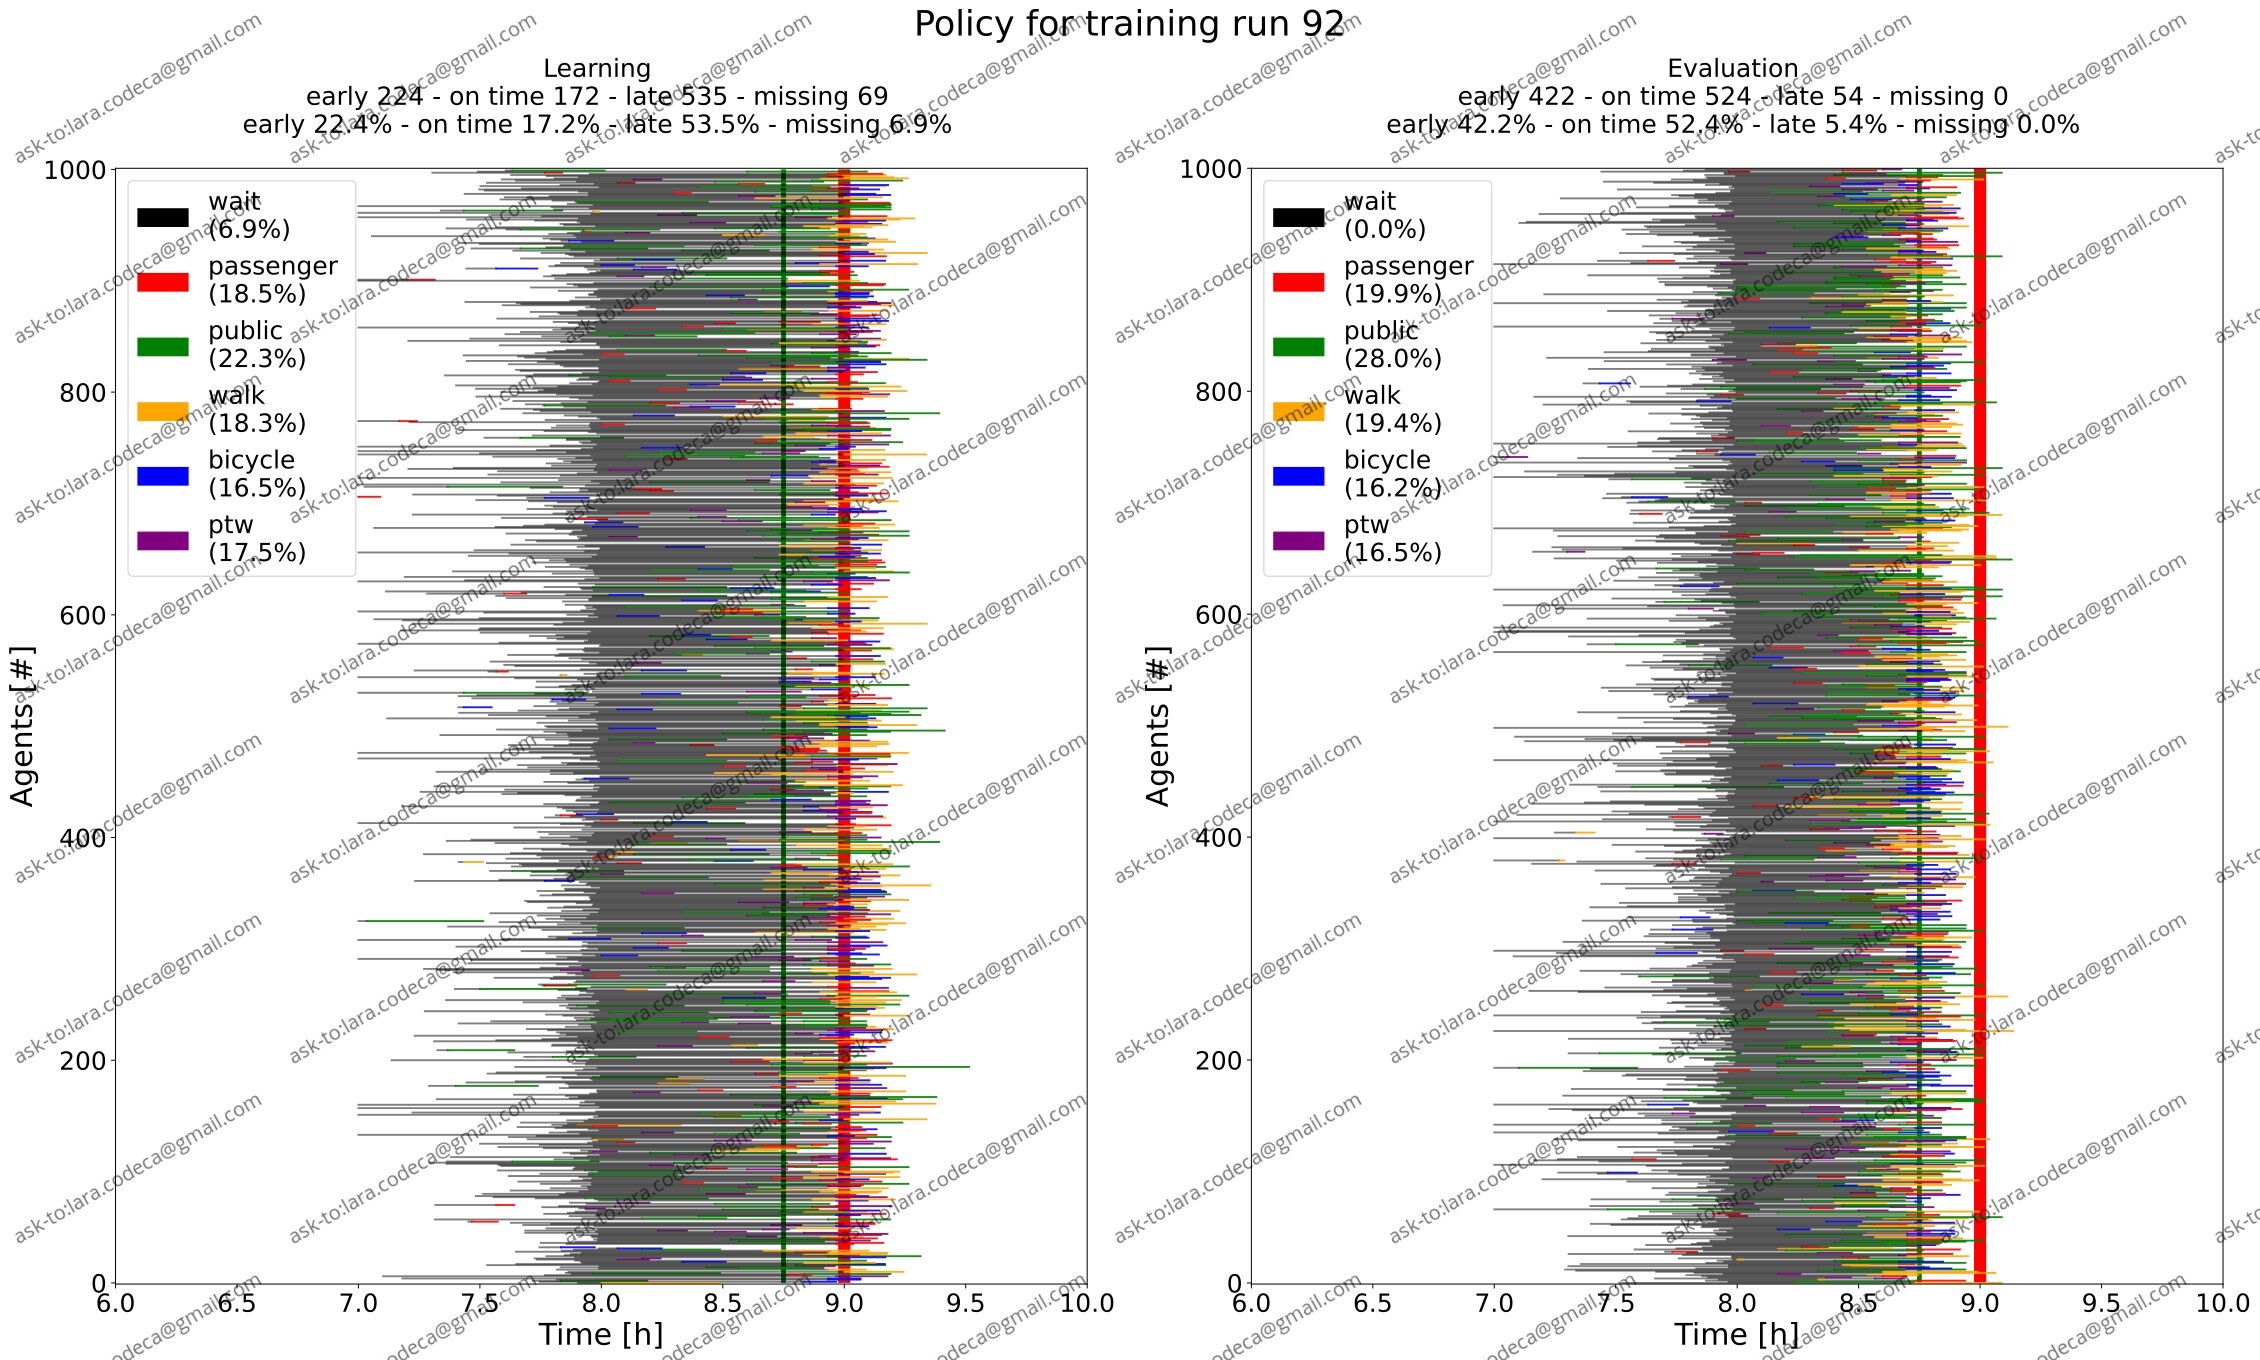 Policy for training run 92
Learning
early 224 - on time 172 - late 535 - missing 69
early 22.4% - on time 17.2% - late 53.5% - missing 6.9%
1000
800
600
400
200
0
Agents [#]
wait
(6.9%)
passenger
(18.5%)
public
(22.3%)
walk
(18.3%)
bicycle
(16.5%)
ptw
(17.5%)
6.0 6.5 7.0 7.5 8.0 8.5 9.0 9.5 10.0
Time [h]
Evaluation
early 422 - on time 524 - late 54 - missing 0
early 42.2% - on time 52.4% - late 5.4% - missing 0.0%
1000
800
600
400
200
0
Agents [#]
wait
(0.0%)
passenger
(19.9%)
public
(28.0%)
walk
(19.4%)
bicycle
(16.2%)
ptw
(16.5%)
6.0 6.5 7.0 7.5 8.0 8.5 9.0 9.5 10.0
Time [h]
ask-to:lara.codeca@gmail.com